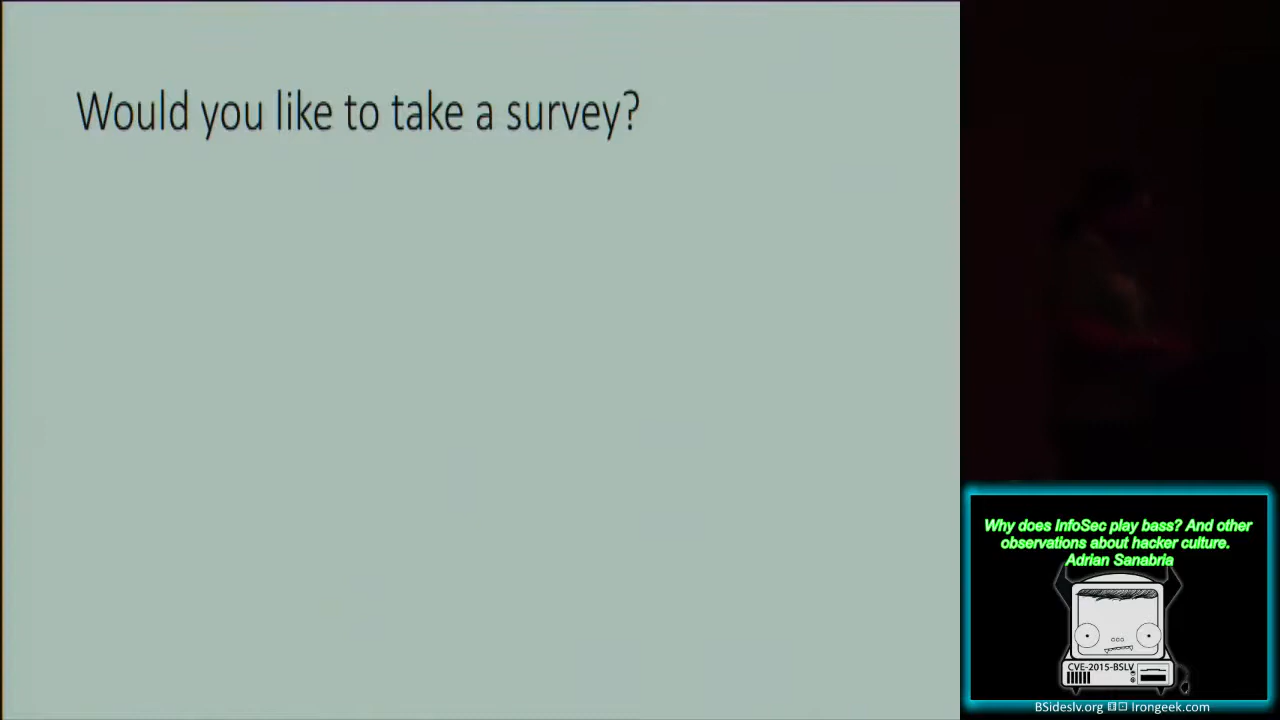 Would you like to take a survey?
Why does InfoSec play bass? And other
observations about hacker culture.
Adrian Sanabria
CVE-2015-BSLV
BSideslv.org Irongeek.com